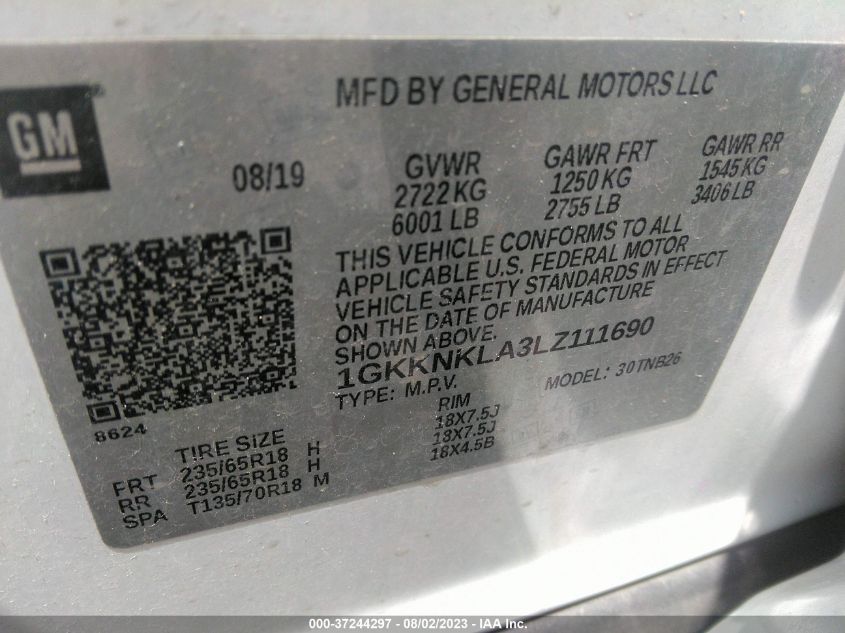 MFD BY GENERAL MOTORS LLC
GM
08/19
GVWR GAWR FRT GAWR RR
2722 KG 1250 KG 1545 KG
6001 LB 2755 LB 3406 LB
THIS VEHICLE CONFORMS TO ALL
APPLICABLE U.S. FEDERAL MOTOR
VEHICLE SAFETY STANDARDS IN EFFECT
ON THE DATE OF MANUFACTURE
SHOWN ABOVE.
1GKKNKLA3LZ111690
TYPE: M.P.V. MODEL: 30TNB26
8624
TIRE SIZE RIM
FRT 235/65R18 H 18X7.5J
RR 235/65R18 H 18X7.5J
SPA T135/70R18 M 18X4.5B
000-37244297 - 08/02/2023 - IAA Inc.